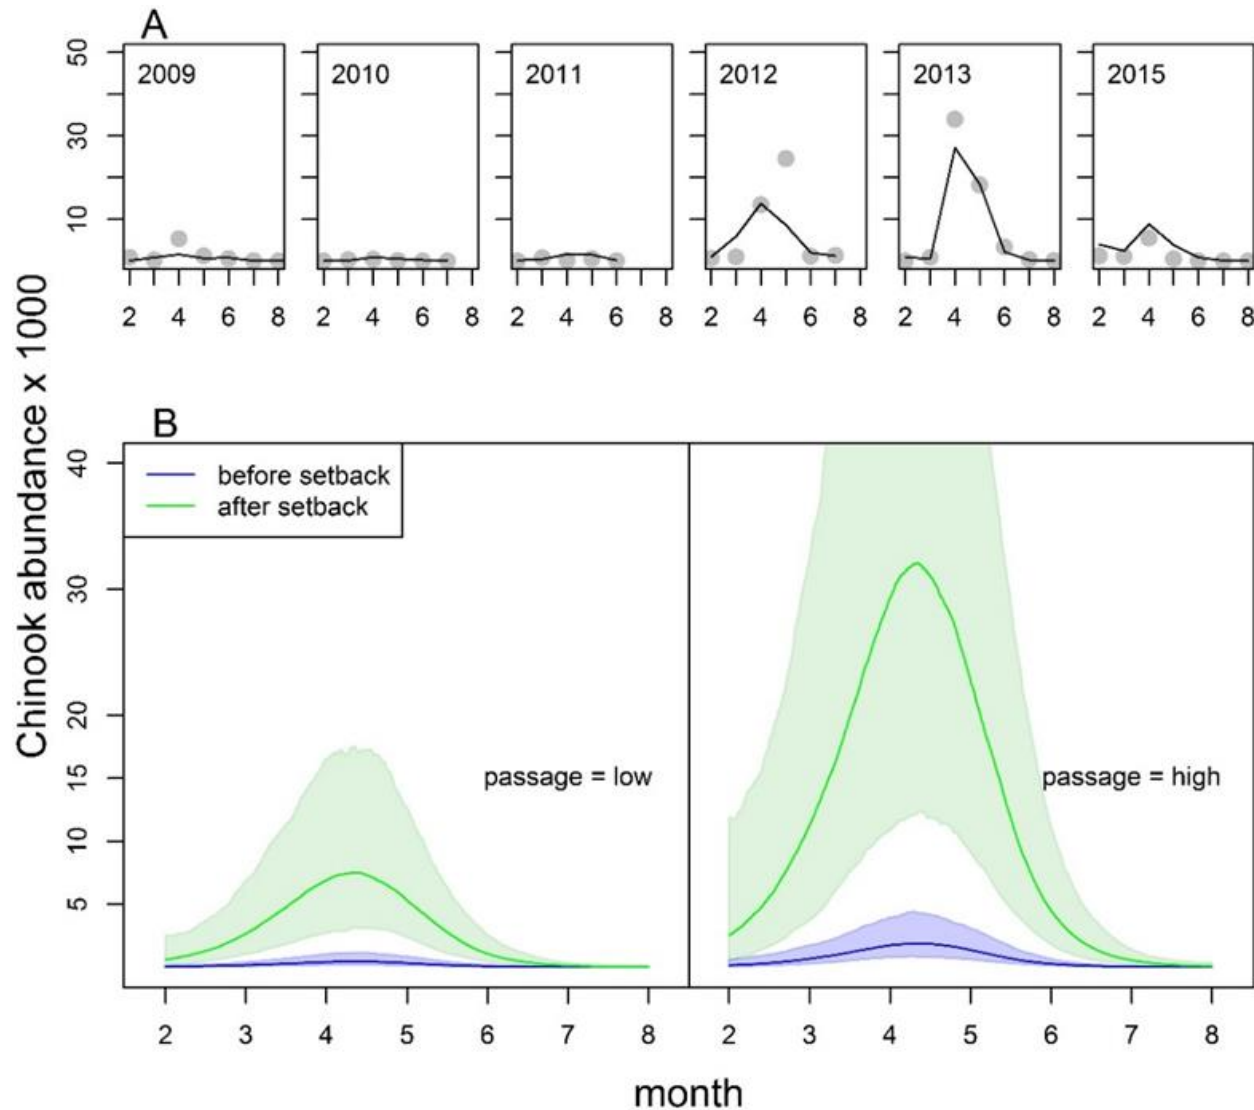 A
2009
2010
2011
2012
2013
2015
50
30
10
2 4 6 8
2 4 6 8
2 4 6 8
2 4 6 8
2 4 6 8
2 4 6 8
Chinook abundance x 1000
B
before setback
after setback
40
30
20
15
10
5
passage = low
passage = high
2 3 4 5 6 7 8
2 3 4 5 6 7 8
month